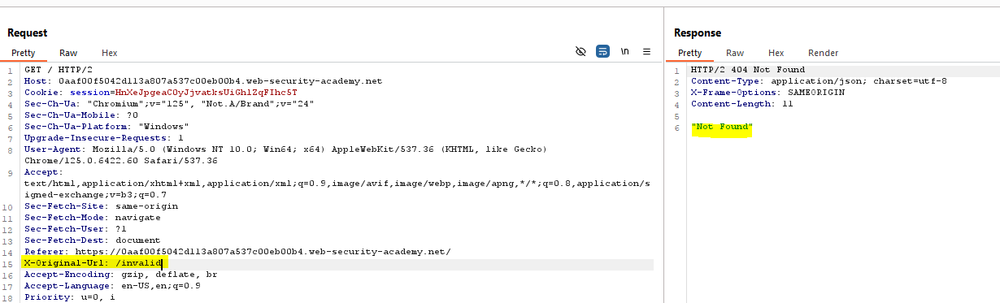 Request
Pretty Raw Hex
\n
1 GET / HTTP/2
2 Host: 0aaf00f5042d113a807a537c00eb00b4.web-security-academy.net
3 Cookie: session=HnXeJpgeaC0yJjvatksUiGhlZqFIhc5T
4 Sec-Ch-Ua: "Chromium";v="125", "Not.A/Brand";v="24"
5 Sec-Ch-Ua-Mobile: ?0
6 Sec-Ch-Ua-Platform: "Windows"
7 Upgrade-Insecure-Requests: 1
8 User-Agent: Mozilla/5.0 (Windows NT 10.0; Win64; x64) AppleWebKit/537.36 (KHTML, like Gecko)
Chrome/125.0.6422.60 Safari/537.36
9 Accept:
text/html,application/xhtml+xml,application/xml;q=0.9,image/avif,image/webp,image/apng,*/*;q=0.8,application/s
igned-exchange;v=b3;q=0.7
10 Sec-Fetch-Site: same-origin
11 Sec-Fetch-Mode: navigate
12 Sec-Fetch-User: ?1
13 Sec-Fetch-Dest: document
14 Referer: https://0aaf00f5042d113a807a537c00eb00b4.web-security-academy.net/
15 X-Original-Url: /invalid
16 Accept-Encoding: gzip, deflate, br
17 Accept-Language: en-US,en;q=0.9
18 Priority: u=0, i
Response
Pretty Raw Hex Render
1 HTTP/2 404 Not Found
2 Content-Type: application/json; charset=utf-8
3 X-Frame-Options: SAMEORIGIN
4 Content-Length: 11
5
6 "Not Found"